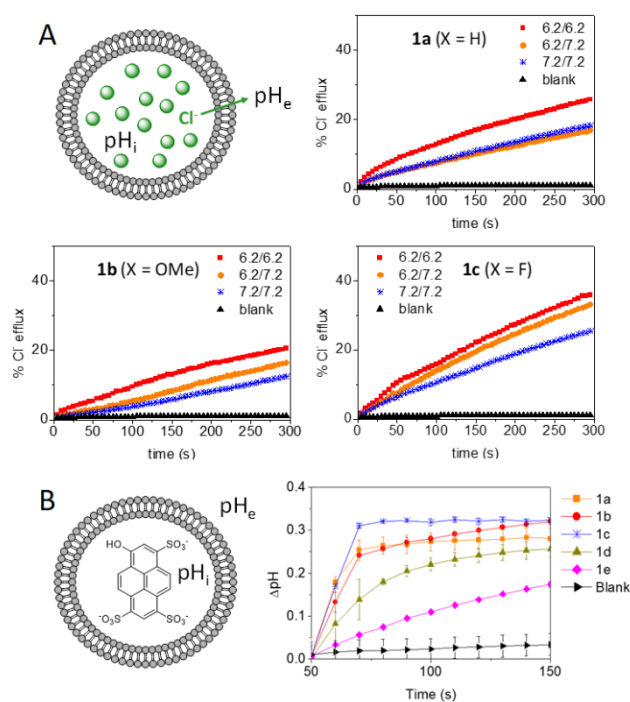 A
Cl⁻
pHₑ
pHᵢ
1a (X = H)
6.2/6.2
6.2/7.2
7.2/7.2
blank
40
20
0
% Cl⁻ efflux
0 50 100 150 200 250 300
time (s)
1b (X = OMe)
6.2/6.2
6.2/7.2
7.2/7.2
blank
40
20
0
% Cl⁻ efflux
0 50 100 150 200 250 300
time (s)
1c (X = F)
6.2/6.2
6.2/7.2
7.2/7.2
blank
40
20
0
% Cl⁻ efflux
0 50 100 150 200 250 300
time (s)
B
pHₑ
HO
SO₃⁻
pHᵢ
⁻O₃S
SO₃⁻
0.4
0.3
0.2
0.1
0.0
ΔpH
50 100 150
Time (s)
1a
1b
1c
1d
1e
Blank